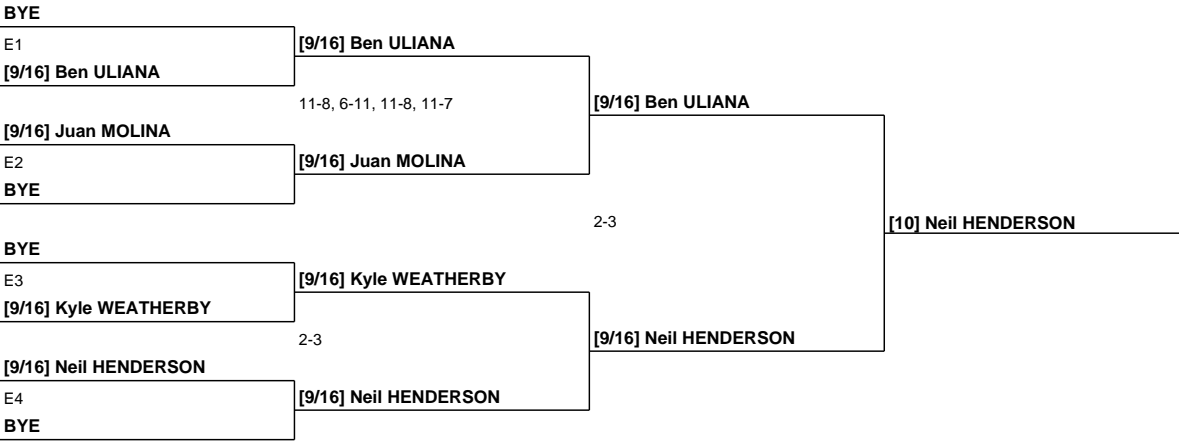 BYE
E1
[9/16] Ben ULIANA
[9/16] Ben ULIANA
11-8, 6-11, 11-8, 11-7
[9/16] Ben ULIANA
[9/16] Juan MOLINA
E2
[9/16] Juan MOLINA
BYE
2-3
[10] Neil HENDERSON
BYE
E3
[9/16] Kyle WEATHERBY
[9/16] Kyle WEATHERBY
2-3
[9/16] Neil HENDERSON
[9/16] Neil HENDERSON
E4
[9/16] Neil HENDERSON
BYE